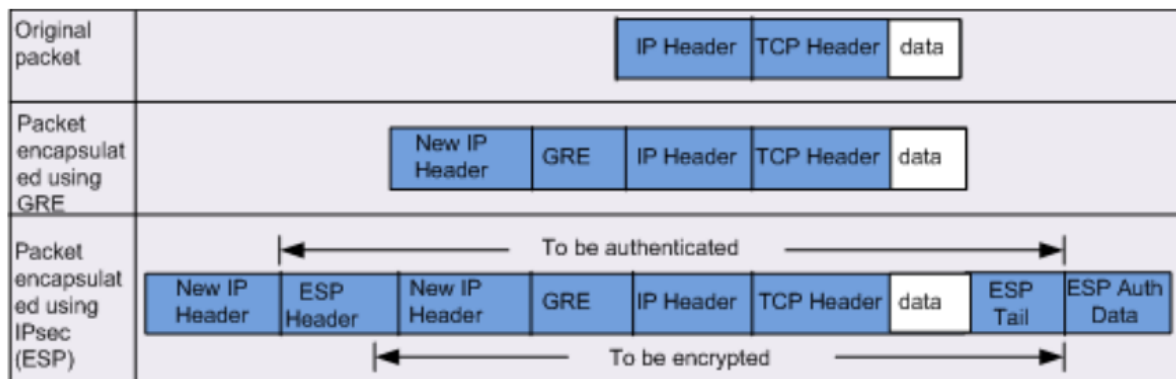 Original
packet
IP Header TCP Header data
Packet
encapsulat
ed using
GRE
New IP
Header
GRE IP Header TCP Header data
Packet
encapsulat
ed using
IPsec
(ESP)
To be authenticated
New IP
Header
ESP
Header
New IP
Header
GRE IP Header TCP Header data
ESP
Tail
ESP Auth
Data
To be encrypted